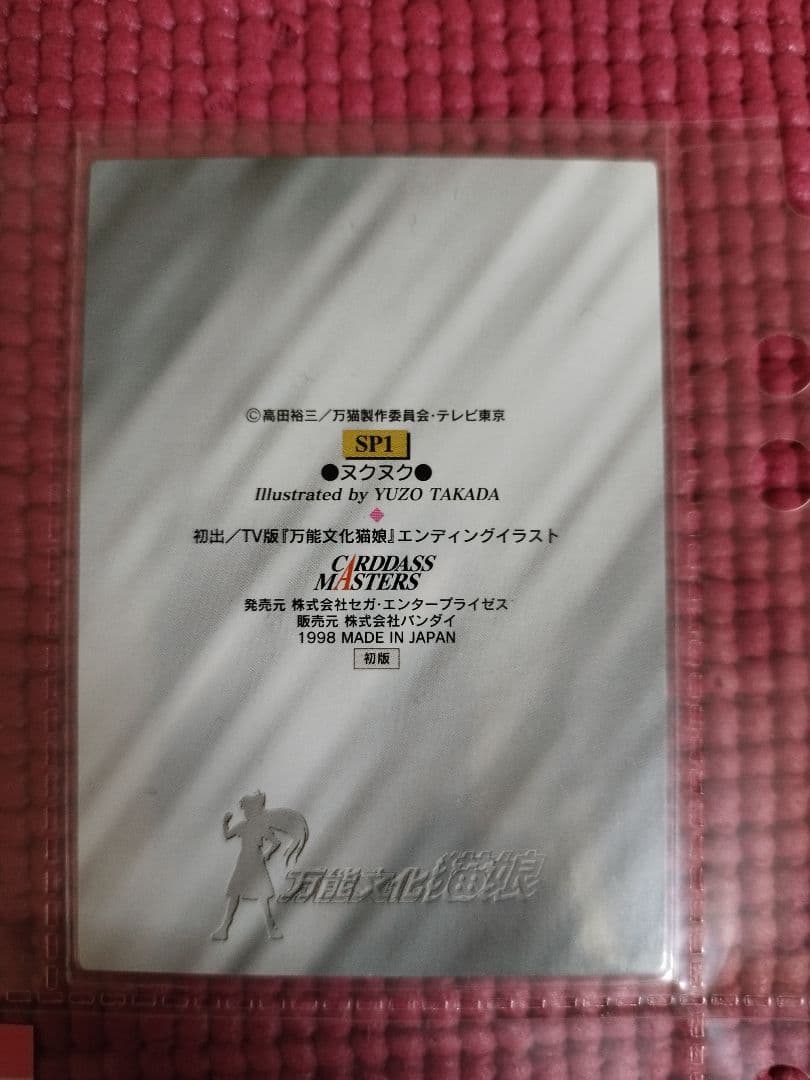 ©高田裕三／万猫製作委員会・テレビ東京
SP1
●ヌクヌク●
Illustrated by YUZO TAKADA
初出／TV版『万能文化猫娘』エンディングイラスト
CARDDASS
MASTERS
発売元 株式会社セガ・エンタープライゼス
販売元 株式会社バンダイ
1998 MADE IN JAPAN
初版
万能文化猫娘